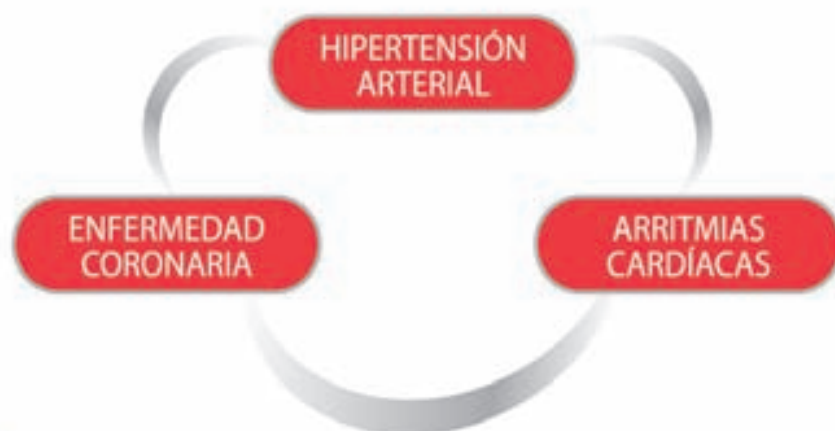 HIPERTENSIÓN
ARTERIAL
ENFERMEDAD
CORONARIA
ARRITMIAS
CARDÍACAS